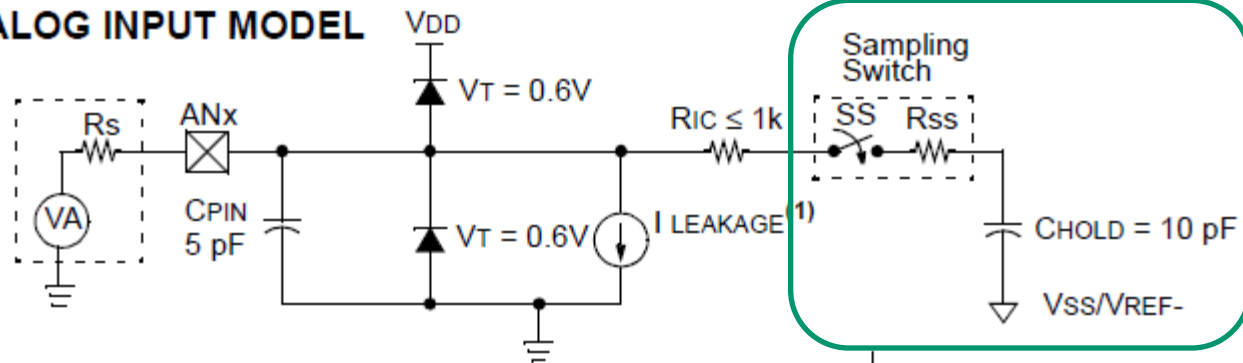 ALOG INPUT MODEL
VDD
Sampling
Switch
VT = 0.6V
Rs
ANx
RIC ≤ 1k
SS
Rss
VA
CPIN
5 pF
VT = 0.6V
I LEAKAGE(1)
CHOLD = 10 pF
VSS/VREF-